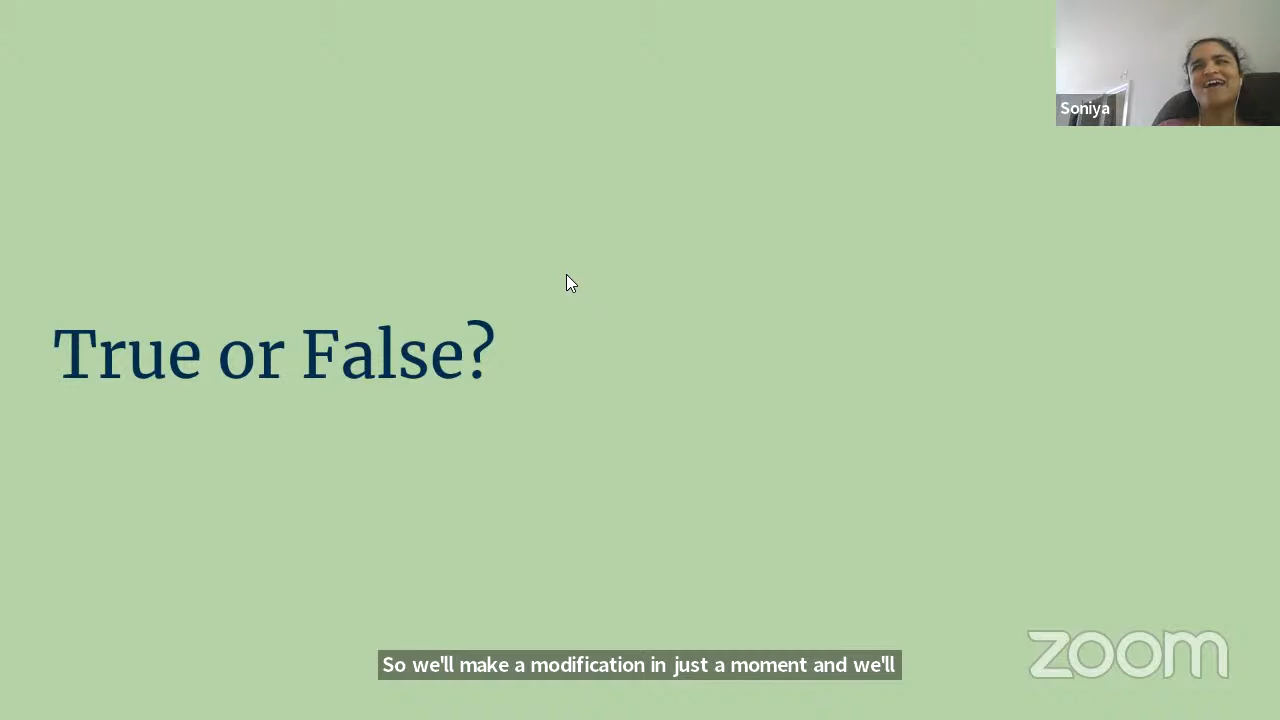 Soniya
True or False?
So we'll make a modification in just a moment and we'll
zoom